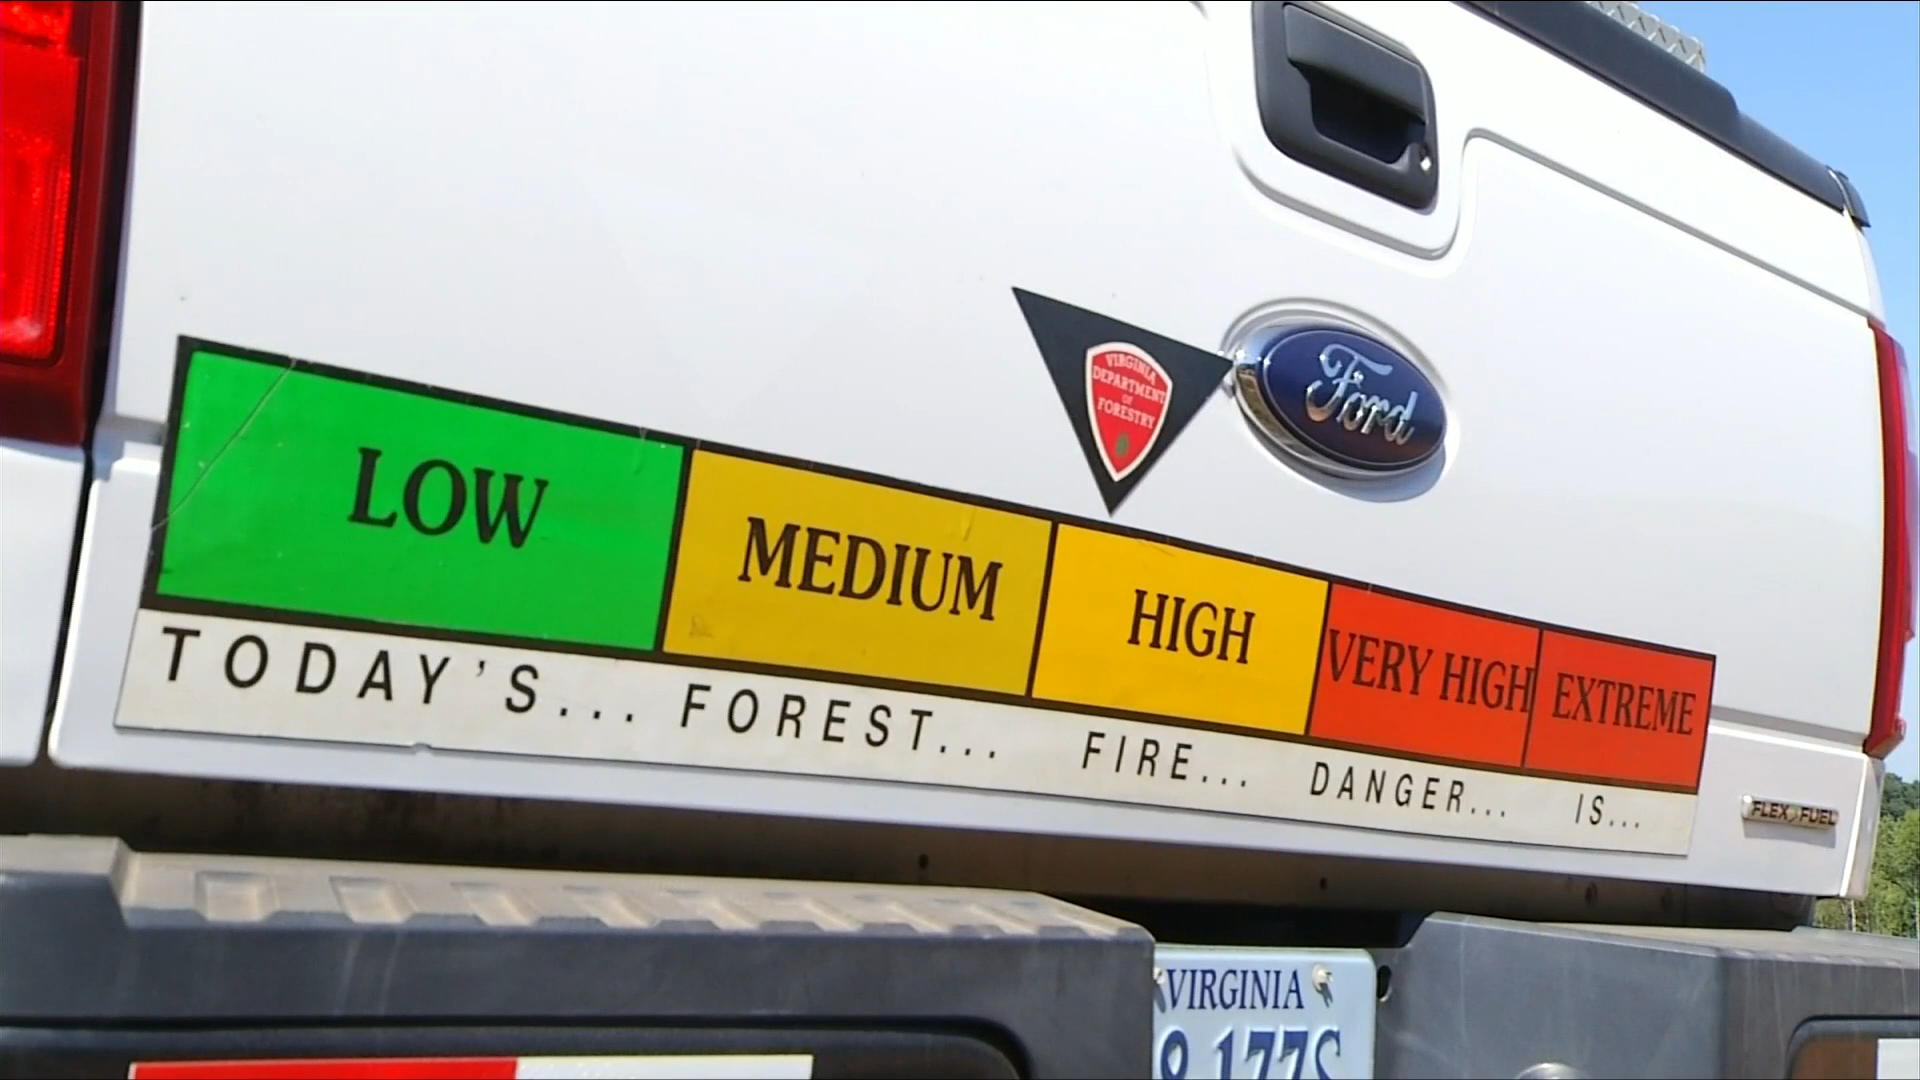 VIRGINIA
DEPARTMENT
OF
FORESTRY
Ford
LOW MEDIUM HIGH VERY HIGH EXTREME
TODAY'S... FOREST... FIRE... DANGER... IS...
FLEX FUEL
VIRGINIA
177S